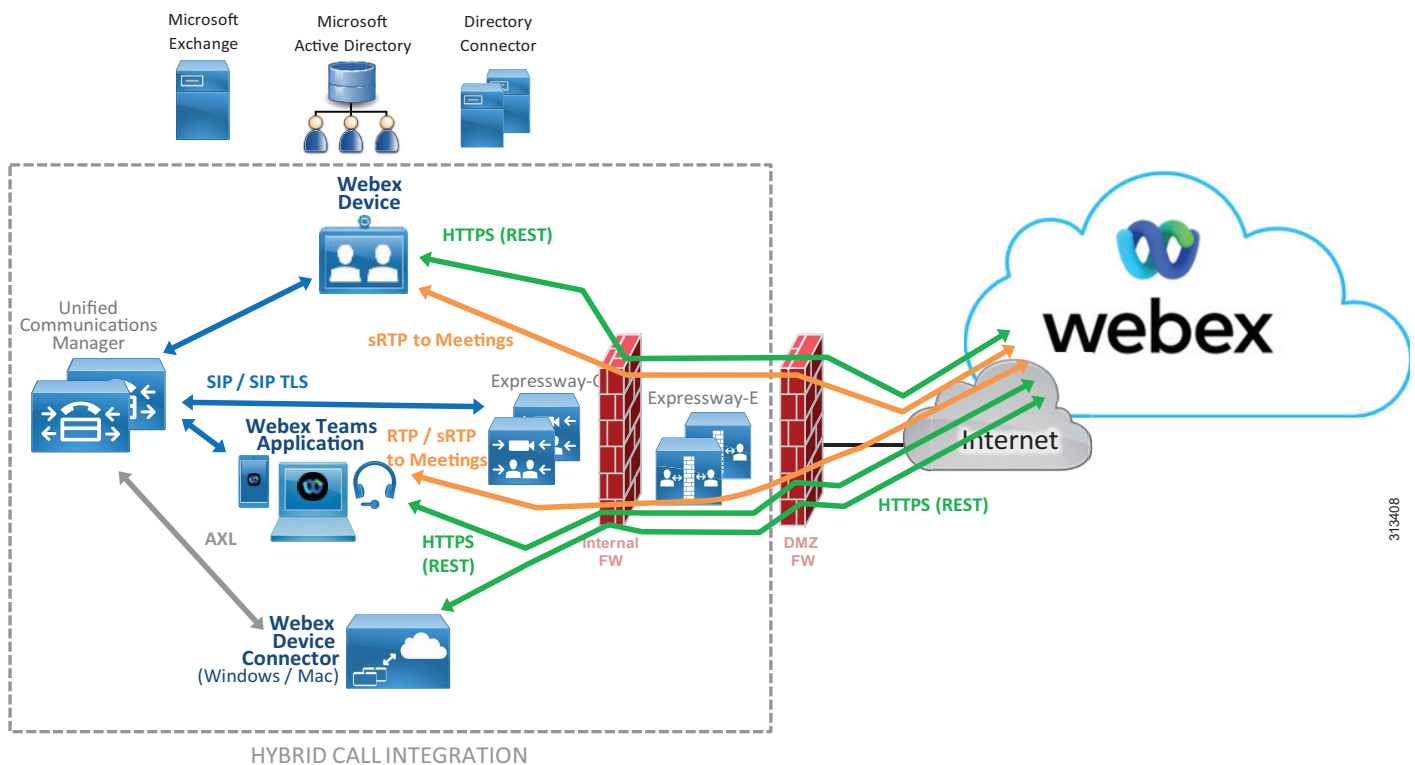 Microsoft
Exchange
Microsoft
Active Directory
Directory
Connector
Webex
Device
HTTPS (REST)
Unified
Communications
Manager
sRTP to Meetings
SIP / SIP TLS
Expressway-C
Expressway-E
Webex Teams
Application
RTP / sRTP
to Meetings
webex
Internet
HTTPS (REST)
AXL
HTTPS
(REST)
Internal
FW
DMZ
FW
Webex
Device
Connector
(Windows / Mac)
HYBRID CALL INTEGRATION
313408